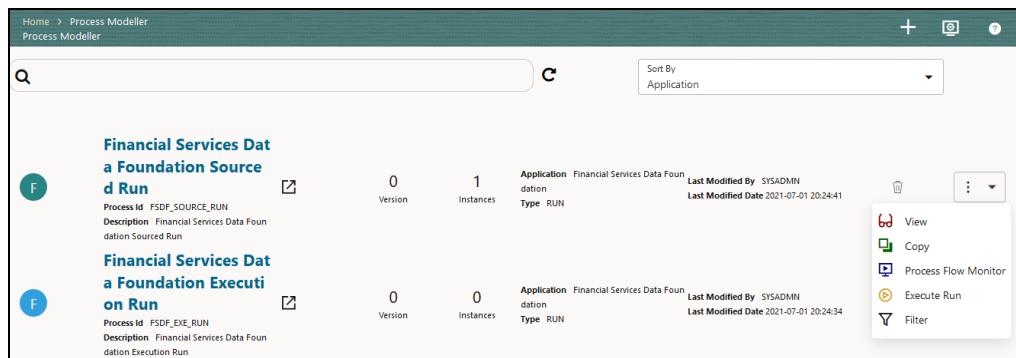 Home > Process Modeller
Process Modeller
Sort By
Application
Financial Services Dat
a Foundation Source
d Run
Process Id FSDF_SOURCE_RUN
Description Financial Services Data Foun
dation Sourced Run
0
Version
1
Instances
Application Financial Services Data Foun
dation
Type RUN
Last Modified By SYSADMN
Last Modified Date 2021-07-01 20:24:41
F
View
Copy
Process Flow Monitor
Execute Run
Filter
Financial Services Dat
a Foundation Executi
on Run
Process Id FSDF_EXE_RUN
Description Financial Services Data Foun
dation Execution Run
0
Version
0
Instances
Application Financial Services Data Foun
dation
Type RUN
Last Modified By SYSADMN
Last Modified Date 2021-07-01 20:24:34
F